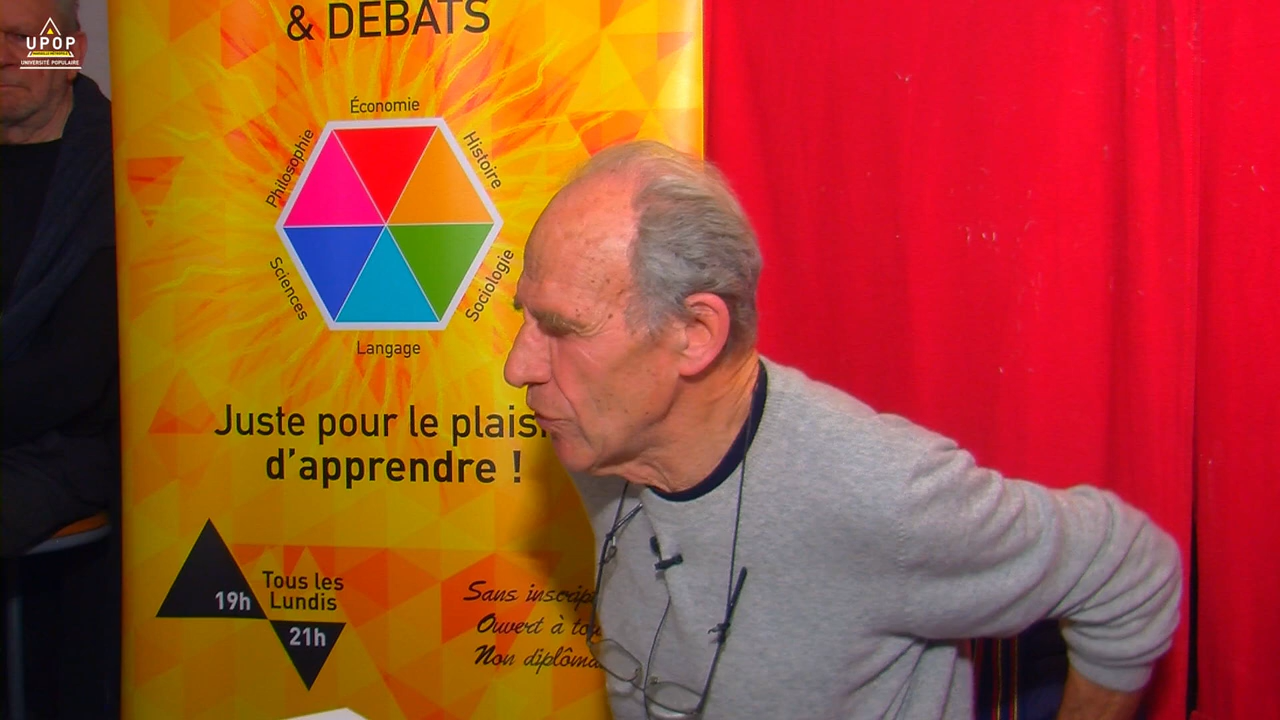 UPOP
UNIVERSITÉ POPULAIRE
& DÉBATS
Économie
Philosophie
Histoire
Sciences
Sociologie
Langage
Juste pour le plais
d'apprendre !
19h
Tous les
Lundis
21h
Sans inscrip
Ouvert à to
Non diplôma